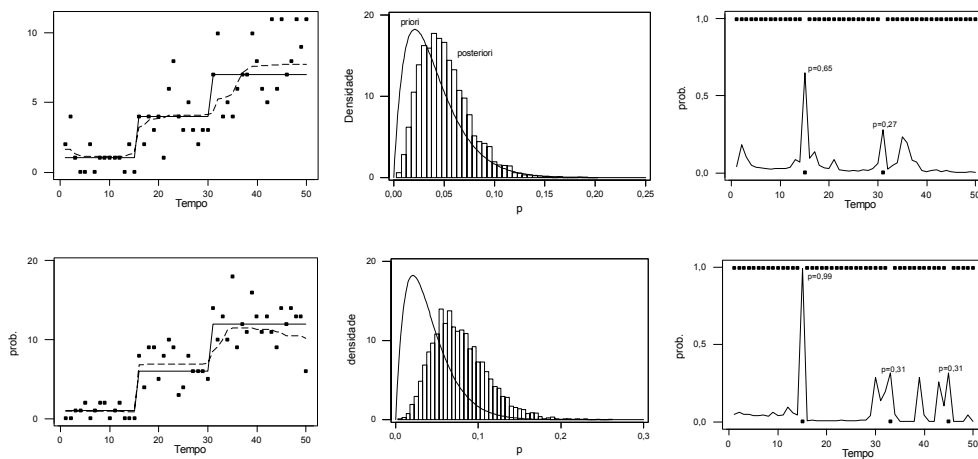 10
5
0
0
10
20
30
40
50
Tempo
Densidade
20
10
0
priori
posteriori
0,00
0,05
0,10
0,15
0,20
0,25
p
prob.
1,0
0,5
0,0
p=0,65
p=0,27
0
10
20
30
40
50
Tempo
prob.
20
10
0
0
10
20
30
40
50
Tempo
densidade
20
10
0
0,0
0,1
0,2
0,3
p
prob.
1,0
0,5
0,0
p=0,99
p=0,31
p=0,31
0
10
20
30
40
50
Tempo